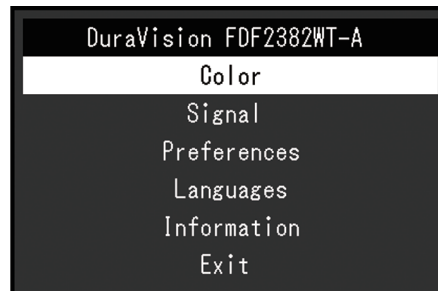 DuraVision FDF2382WT-A
Color
Signal
Preferences
Languages
Information
Exit